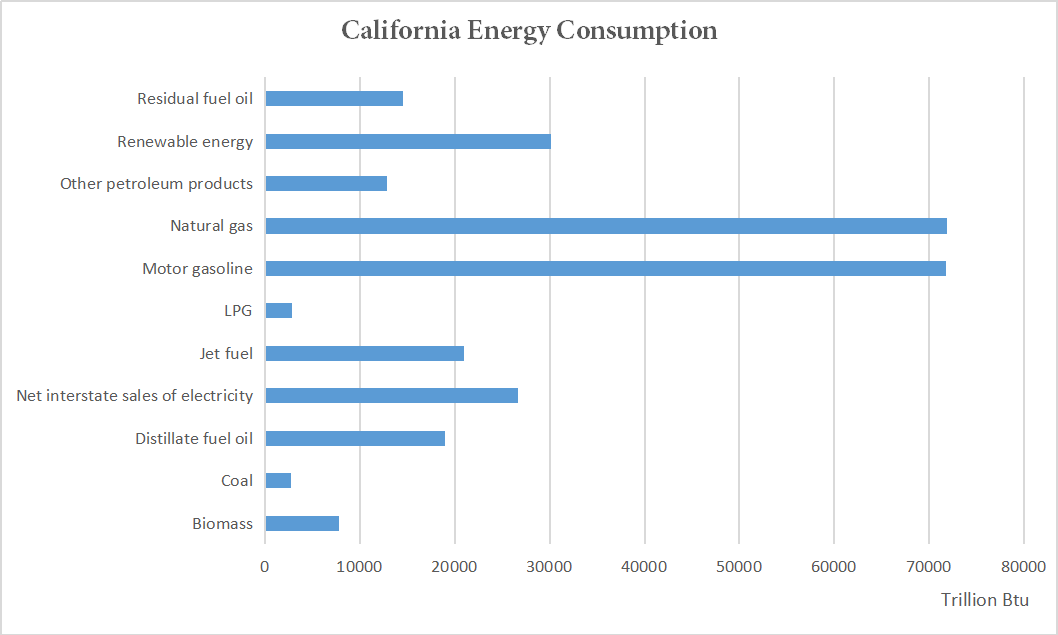 California Energy Consumption
Residual fuel oil
Renewable energy
Other petroleum products
Natural gas
Motor gasoline
LPG
Jet fuel
Net interstate sales of electricity
Distillate fuel oil
Coal
Biomass
0 10000 20000 30000 40000 50000 60000 70000 80000
Trillion Btu